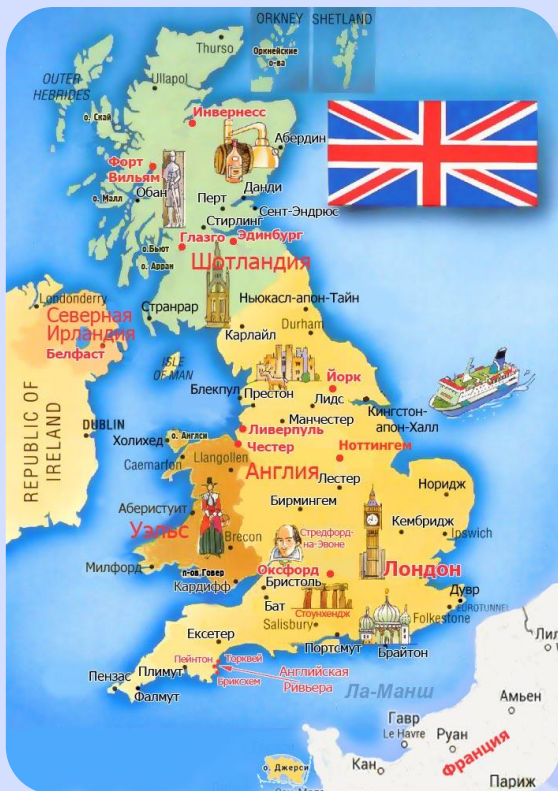 ORKNEY
SHETLAND
Thurso
Оркнейские
о-ва
OUTER
HEBRIDES
Ullapol
о. Скай
Инвернесс
Абердин
Форт
Вильям
Обан
о. Малл
Данди
Перт
Сент-Эндрюс
Стирлинг
Глазго
Эдинбург
о.Бьют
о. Арран
Шотландия
Londonderry
Северная
Ирландия
Белфаст
Странрар
Ньюкасл-апон-Тайн
Durham
Карлайл
ISLE
OF MAN
Йорк
Блекпул
Престон
Лидс
Кингстон-
апон-Халл
Манчестер
REPUBLIC OF
IRELAND
DUBLIN
Холихед
о. Англси
Ливерпуль
Честер
Ноттингем
Caernarfon
Llangollen
Англия
Лестер
Норидж
Аберистуит
Бирмингем
Кембридж
Ipswich
Уэльс
Brecon
Стредфорд-
на-Эвоне
Милфорд
п-ов.Говер
Оксфорд
Лондон
Кардифф
Бристоль
Бат
Стоунхендж
Дувр
EUROTUNNEL
Salisbury
Folkestone
Ексетер
Портсмут
Брайтон
Пейнтон
Торквей
Английская
Ривьера
Бриксхем
Пензас
Плимут
Фалмут
Ла-Манш
Лил
Амьен
Гавр
Le Havre
Руан
Франция
Кан
о. Джерси
Париж